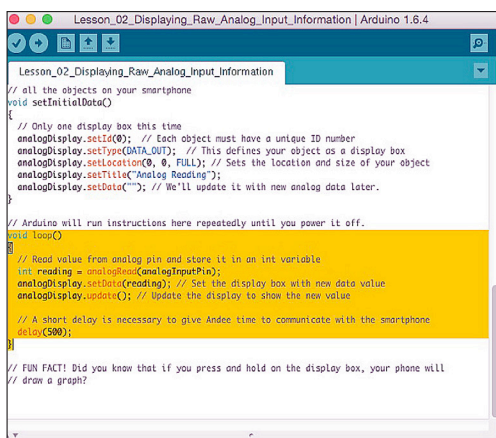 Lesson_02_Displaying_Raw_Analog_Input_Information | Arduino 1.6.4
Lesson_02_Displaying_Raw_Analog_Input_Information
// all the objects on your smartphone
void setInitialData()
{
// Only one display box this time
analogDisplay.setId(0); // Each object must have a unique ID number
analogDisplay.setType(DATA_OUT); // This defines your object as a display box
analogDisplay.setLocation(0, 0, FULL); // Sets the location and size of your object
analogDisplay.setTitle("Analog Reading");
analogDisplay.setData(""); // We'll update it with new analog data later.
}
// Arduino will run instructions here repeatedly until you power it off.
void loop()
{
// Read value from analog pin and store it in an int variable
int reading = analogRead(analogInputPin);
analogDisplay.setData(reading); // Set the display box with new data value
analogDisplay.update(); // Update the display to show the new value
// A short delay is necessary to give Andee time to communicate with the smartphone
delay(500);
}
// FUN FACT! Did you know that if you press and hold on the display box, your phone will
// draw a graph?